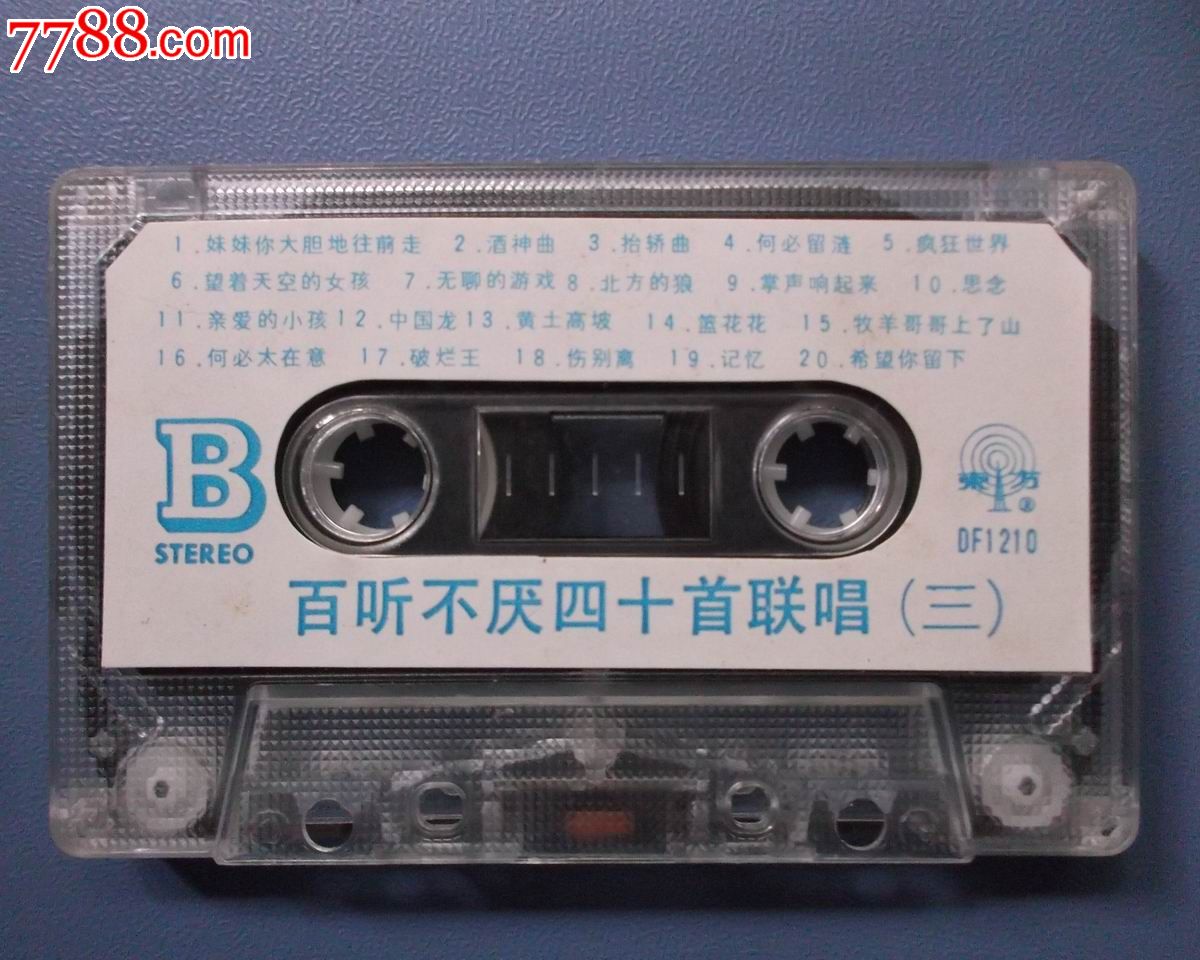 7788.com
1. 妹妹你大胆地往前走 2. 酒神曲 3. 抬轿曲 4. 何必留涟 5. 疯狂世界
6. 望着天空的女孩 7. 无聊的游戏 8. 北方的狼 9. 掌声响起来 10. 思念
11. 亲爱的小孩 12. 中国龙 13. 黄土高坡 14. 篮花花 15. 牧羊哥哥上了山
16. 何必太在意 17. 破烂王 18. 伤别离 19. 记忆 20. 希望你留下
B
STEREO
東方
DF1210
百听不厌四十首联唱(三)